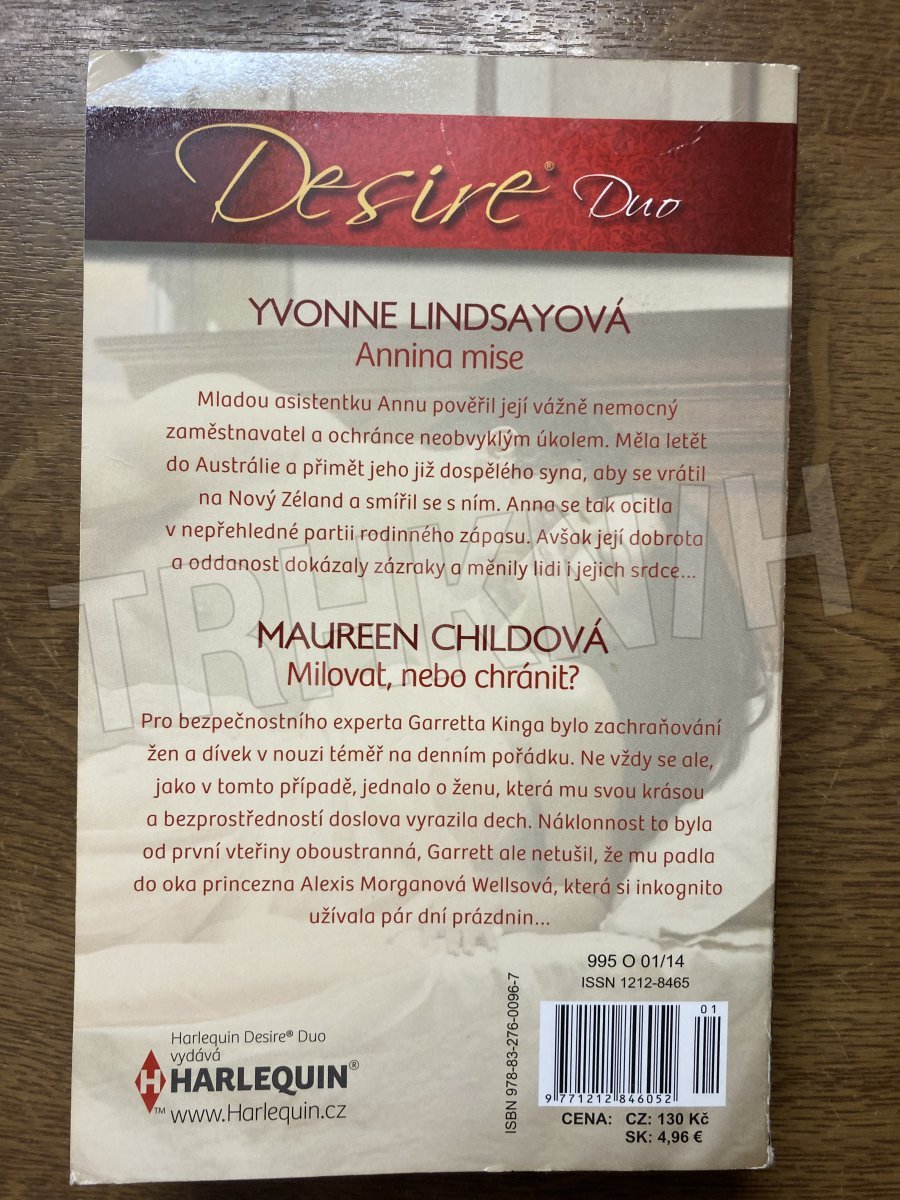 Desire® Duo
YVONNE LINDSAYOVÁ
Annina mise
Mladou asistentku Annu pověřil její vážně nemocný
zaměstnavatel a ochránce neobvyklým úkolem. Měla letět
do Austrálie a přimět jeho již dospělého syna, aby se vrátil
na Nový Zéland a smířil se s ním. Anna se tak ocitla
v nepřehledné partii rodinného zápasu. Avšak její dobrota
a oddanost dokázaly zázraky a měnily lidi i jejich srdce...
TRHKNIH
MAUREEN CHILDOVÁ
Milovat, nebo chránit?
Pro bezpečnostního experta Garretta Kinga bylo zachraňování
žen a dívek v nouzi téměř na denním pořádku. Ne vždy se ale,
jako v tomto případě, jednalo o ženu, která mu svou krásou
a bezprostředností doslova vyrazila dech. Náklonnost to byla
od první vteřiny oboustranná, Garrett ale netušil, že mu padla
do oka princezna Alexis Morganová Wellsová, která si inkognito
užívala pár dní prázdnin...
995 O 01/14
ISSN 1212-8465
ISBN 978-83-276-0096-7
01
9 771212 846052
CENA: CZ: 130 Kč
SK: 4,96 €
Harlequin Desire® Duo
vydává
H HARLEQUIN®
™ www.Harlequin.cz